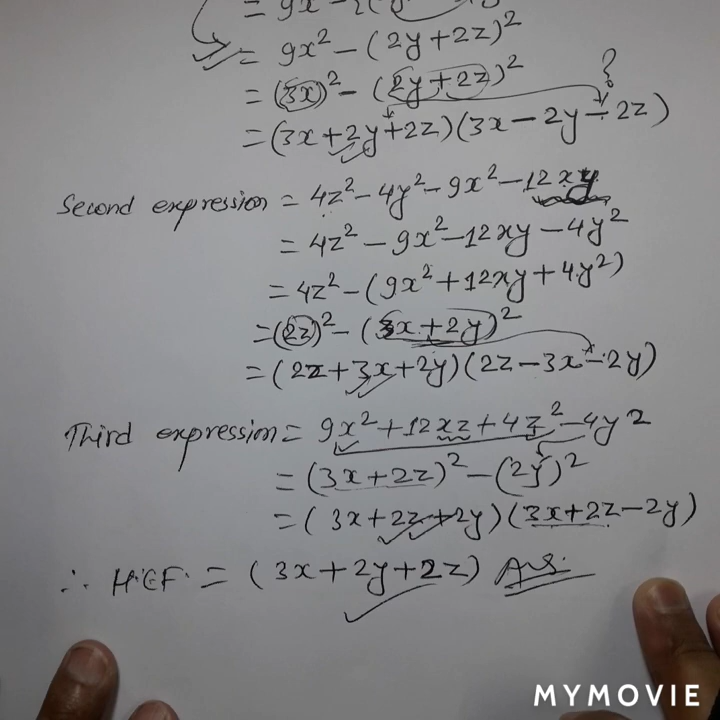 = 9x² - (2y+2z)²
= (3x)² - (2y+2z)²
?
= (3x+2y+2z)(3x-2y-2z)
Second expression = 4z²-4y²-9x²-12xy
= 4z²-9x²-12xy-4y²
= 4z²-(9x²+12xy+4y²)
= (2z)²-(3x+2y)²
= (2z+3x+2y)(2z-3x-2y)
Third expression = 9x²+12xz+4z²-4y²
= (3x+2z)²-(2y)²
= (3x+2z+2y)(3x+2z-2y)
∴ H.C.F. = (3x+2y+2z) Ans.
MYMOVIE